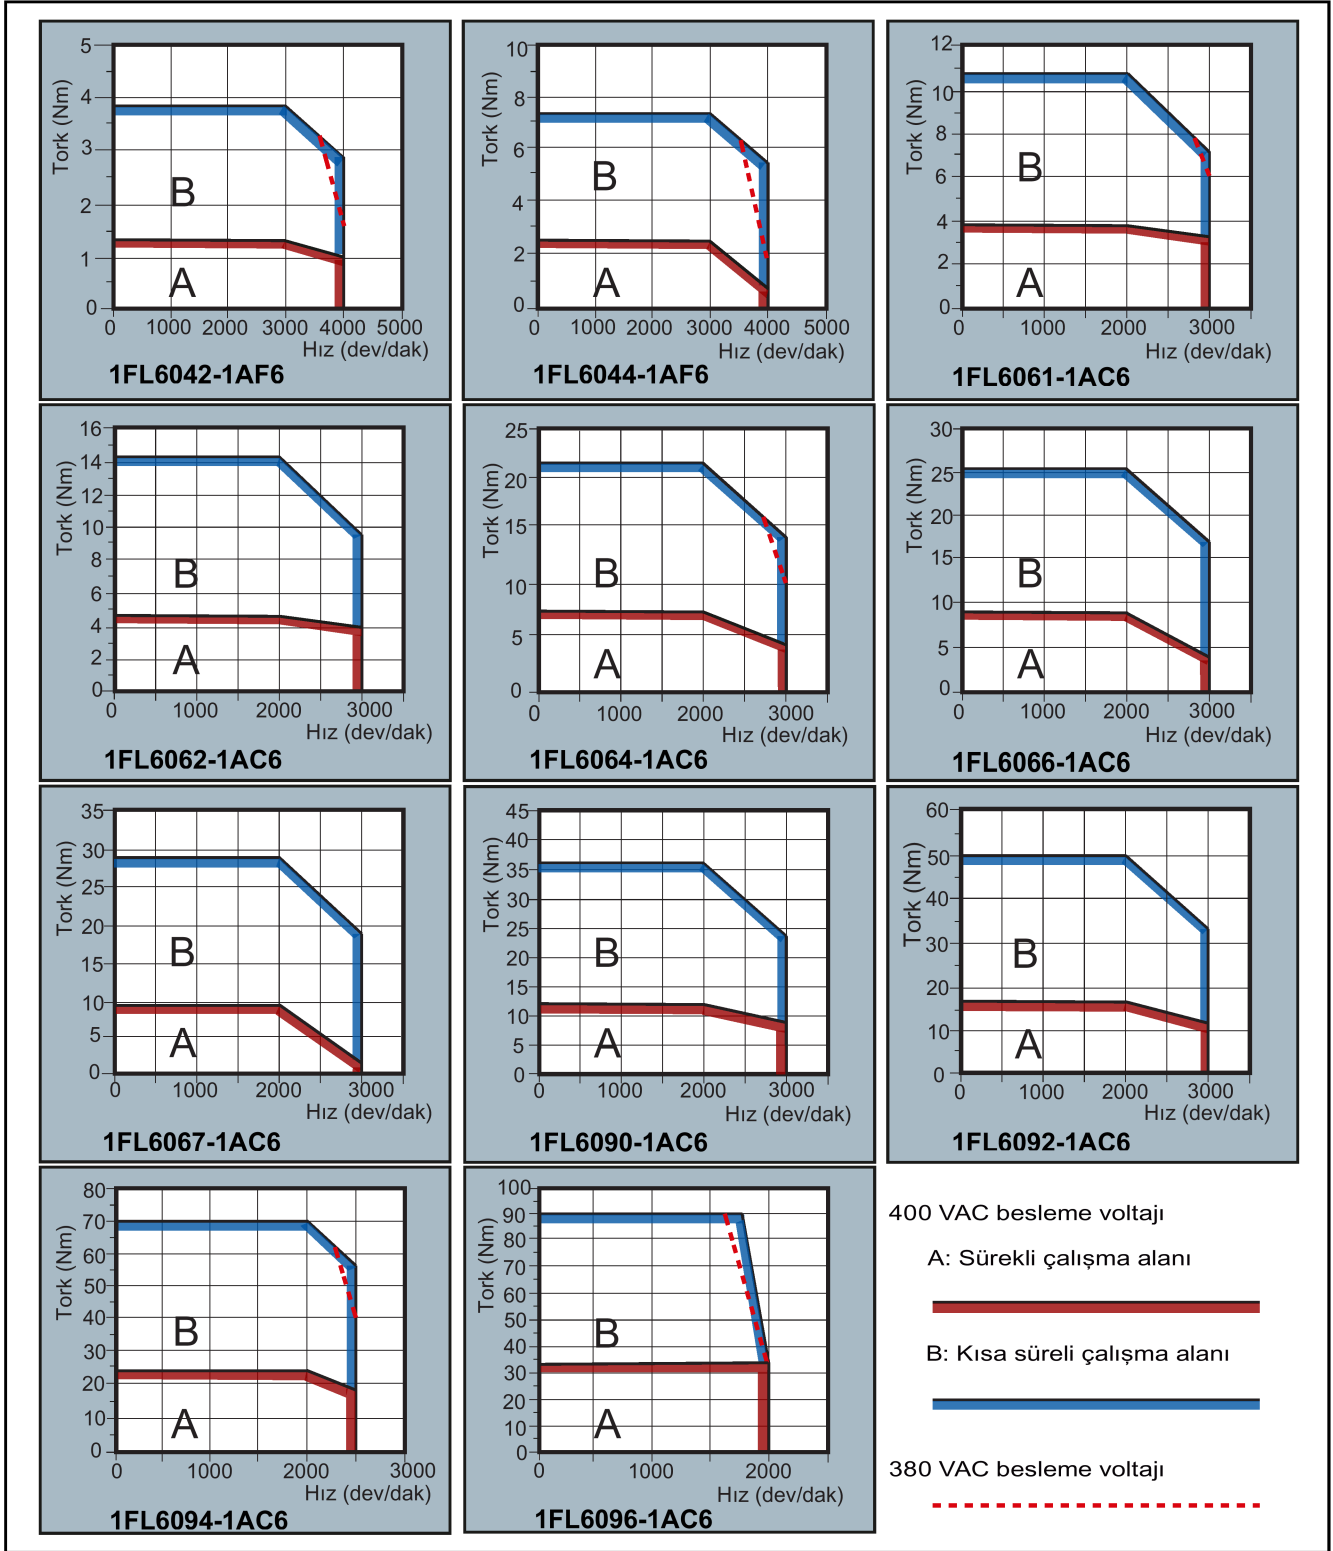 5
4
3
2
1
0
Tork (Nm)
B
A
0 1000 2000 3000 4000 5000
Hız (dev/dak)
1FL6042-1AF6
10
8
6
4
2
0
Tork (Nm)
B
A
0 1000 2000 3000 4000 5000
Hız (dev/dak)
1FL6044-1AF6
12
10
8
6
4
2
0
Tork (Nm)
B
A
0 1000 2000 3000
Hız (dev/dak)
1FL6061-1AC6
16
14
12
10
8
6
4
2
0
Tork (Nm)
B
A
0 1000 2000 3000
Hız (dev/dak)
1FL6062-1AC6
25
20
15
10
5
0
Tork (Nm)
B
A
0 1000 2000 3000
Hız (dev/dak)
1FL6064-1AC6
30
25
20
15
10
5
0
Tork (Nm)
B
A
0 1000 2000 3000
Hız (dev/dak)
1FL6066-1AC6
35
30
25
20
15
10
5
0
Tork (Nm)
B
A
0 1000 2000 3000
Hız (dev/dak)
1FL6067-1AC6
45
40
35
30
25
20
15
10
5
0
Tork (Nm)
B
A
0 1000 2000 3000
Hız (dev/dak)
1FL6090-1AC6
60
50
40
30
20
10
0
Tork (Nm)
B
A
0 1000 2000 3000
Hız (dev/dak)
1FL6092-1AC6
80
70
60
50
40
30
20
10
0
Tork (Nm)
B
A
0 1000 2000 3000
Hız (dev/dak)
1FL6094-1AC6
100
90
80
70
60
50
40
30
20
10
0
Tork (Nm)
B
A
0 1000 2000
Hız (dev/dak)
1FL6096-1AC6
400 VAC besleme voltajı
A: Sürekli çalışma alanı
B: Kısa süreli çalışma alanı
380 VAC besleme voltajı